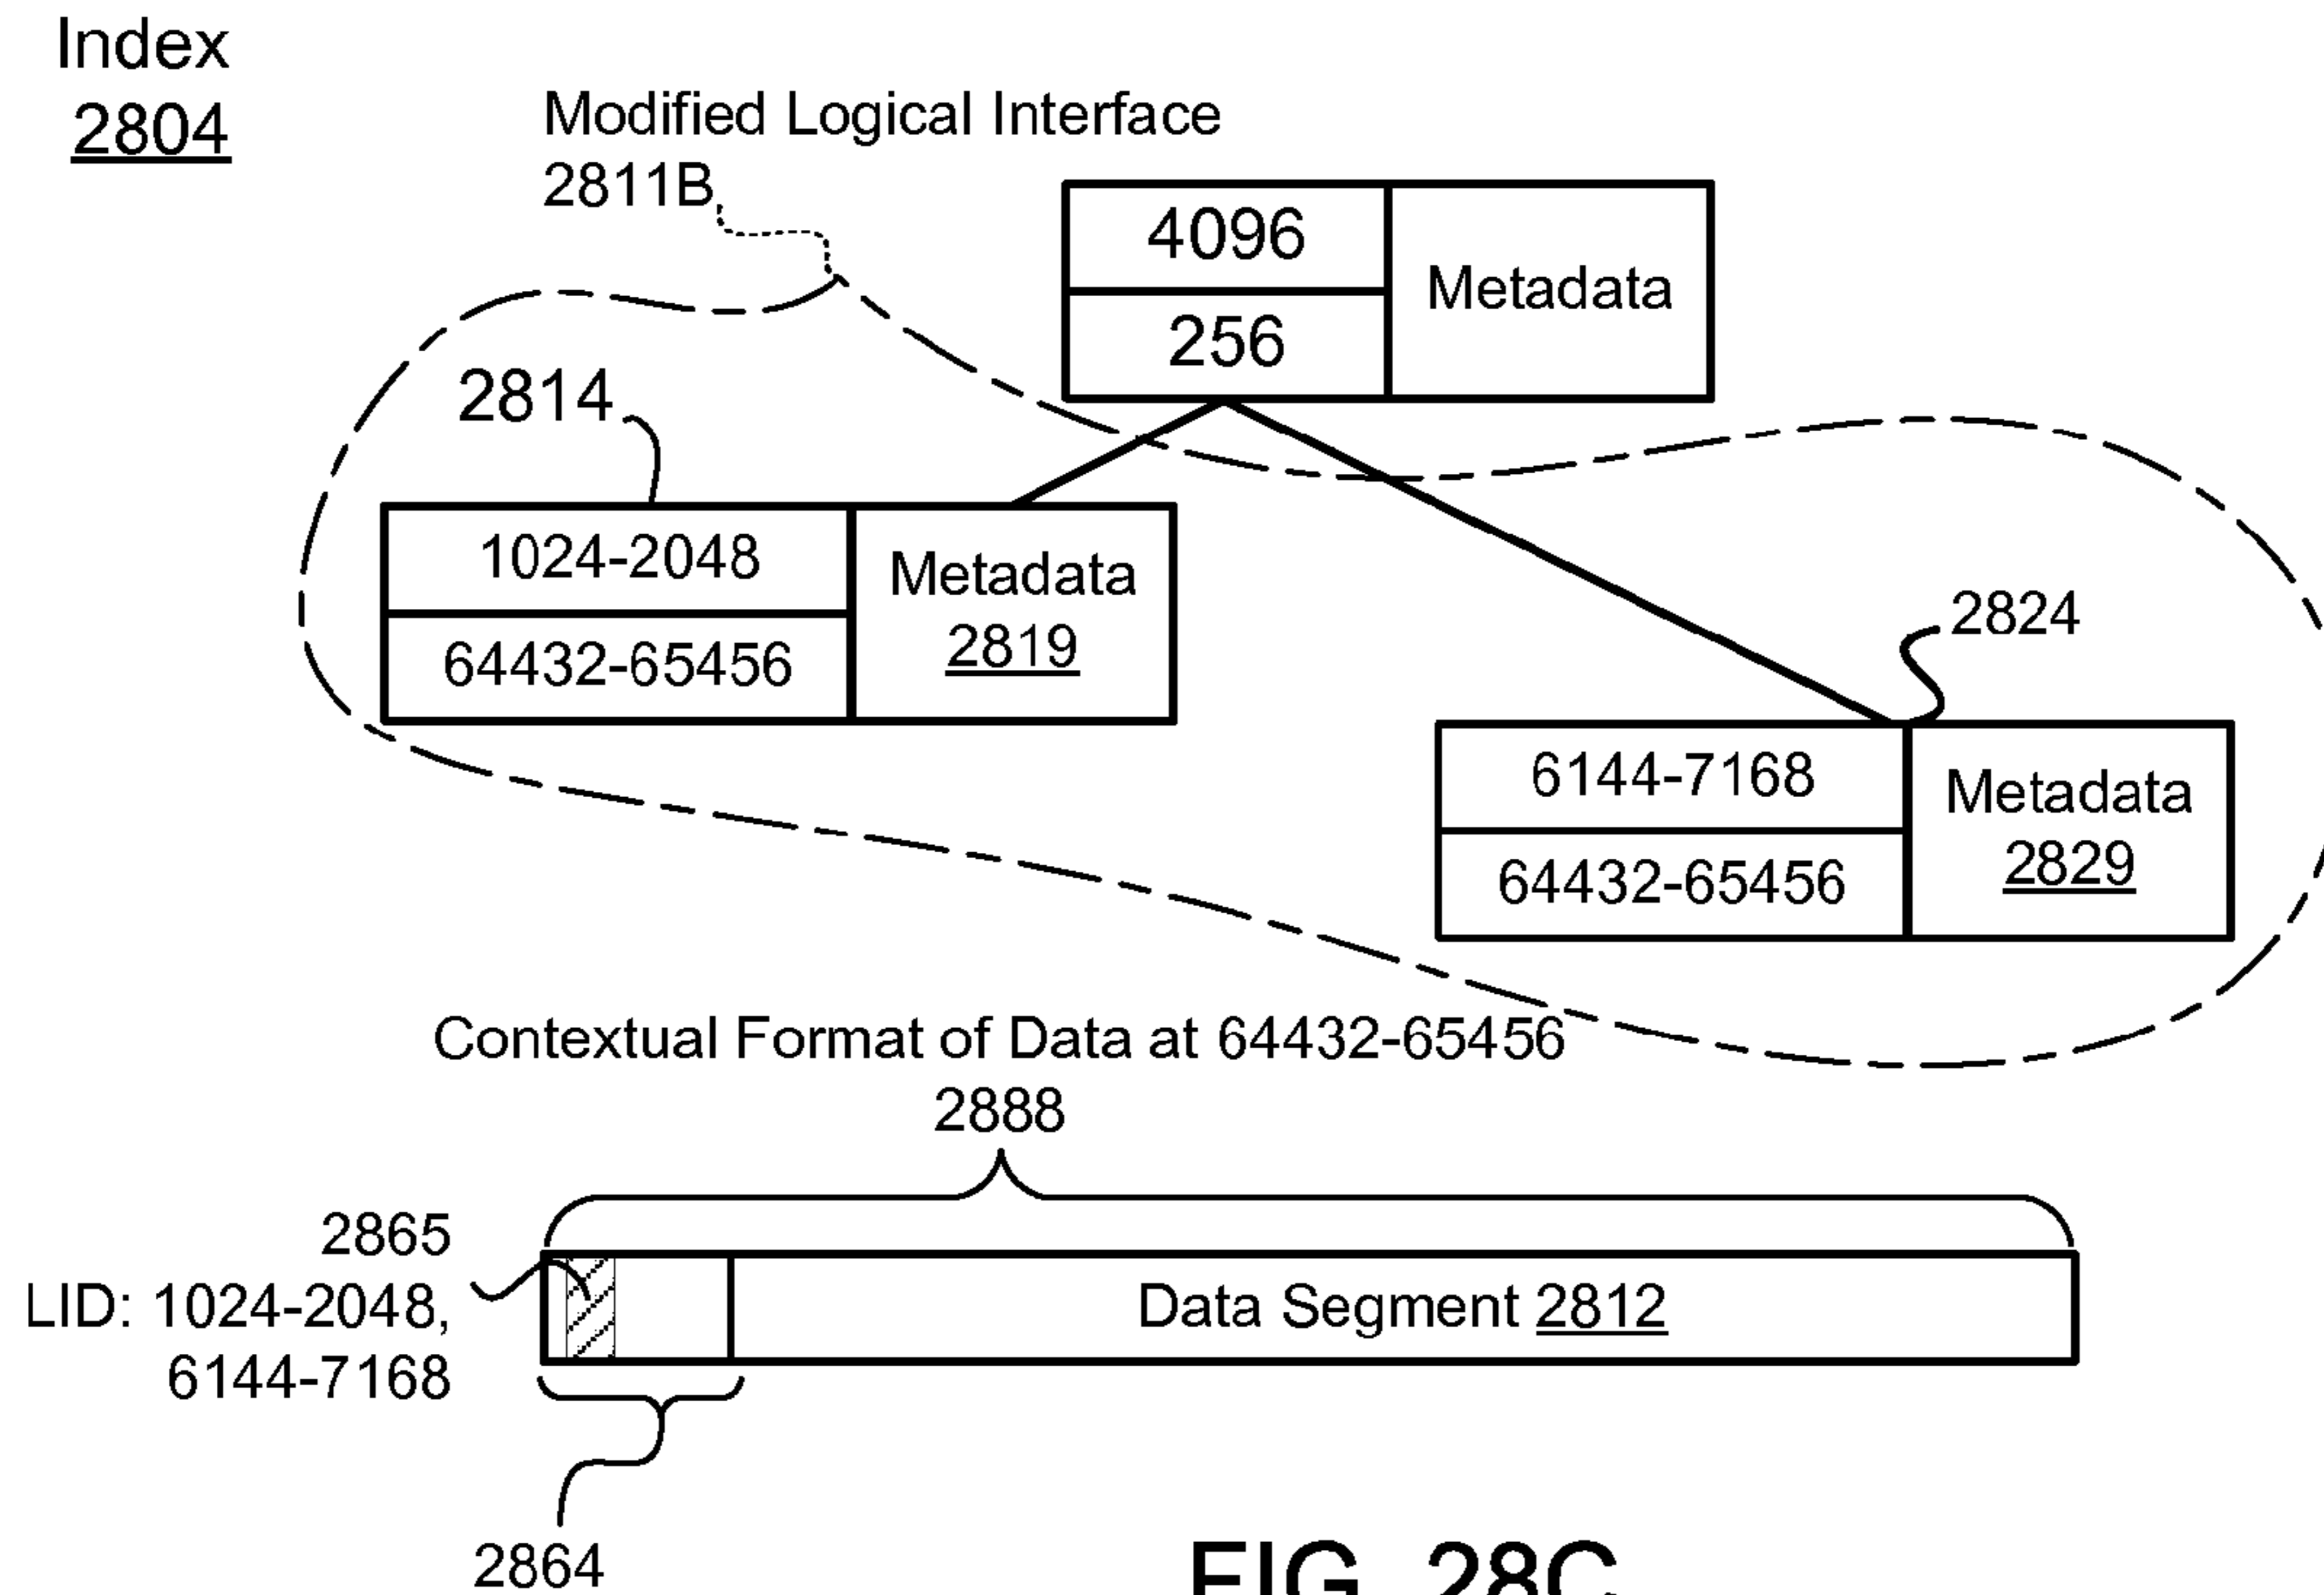 Index
2804
Modified Logical Interface
2811B
4096
256
Metadata
2814
1024-2048
64432-65456
Metadata
2819
2824
6144-7168
64432-65456
Metadata
2829
Contextual Format of Data at 64432-65456
2888
2865
LID: 1024-2048,
6144-7168
Data Segment 2812
2864
FIG. 28C